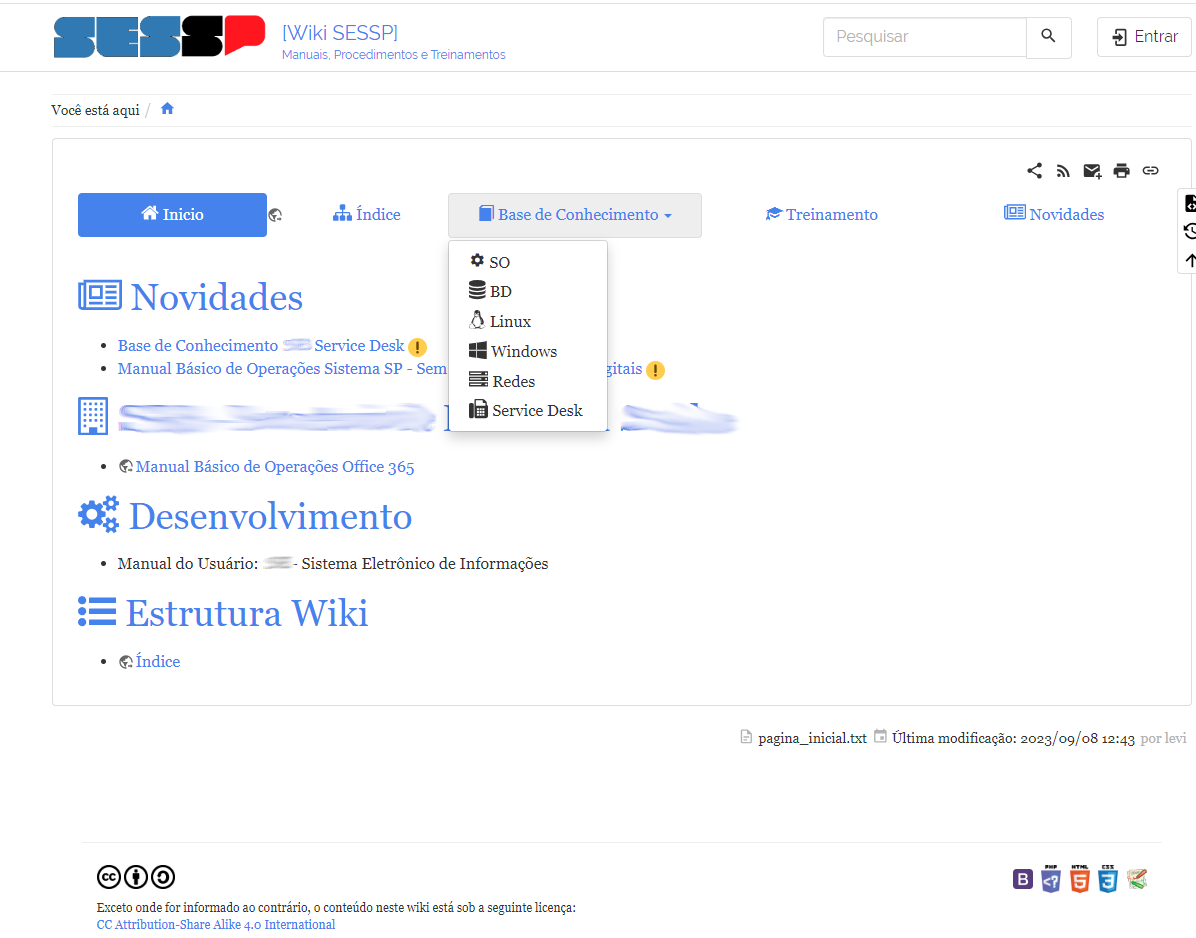 SESSP
[Wiki SESSP]
Manuais, Procedimentos e Treinamentos
Pesquisar
Entrar
Você está aqui /
Inicio
Índice
Base de Conhecimento
Treinamento
Novidades
SO
BD
Linux
Windows
Redes
Service Desk
Novidades
Base de Conhecimento Service Desk
Manual Básico de Operações Sistema SP - Sem gitais
Manual Básico de Operações Office 365
Desenvolvimento
Manual do Usuário: - Sistema Eletrônico de Informações
Estrutura Wiki
Índice
pagina_inicial.txt Última modificação: 2023/09/08 12:43 por levi
cc
B PHP HTML 5 CSS 3
Exceto onde for informado ao contrário, o conteúdo neste wiki está sob a seguinte licença:
CC Attribution-Share Alike 4.0 International